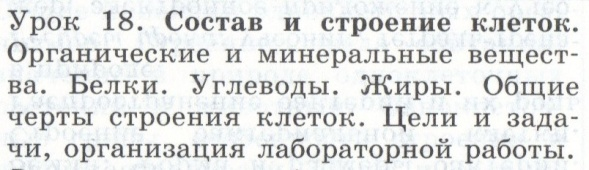 Урок 18. Состав и строение клеток.
Органические и минеральные вещест-
ва. Белки. Углеводы. Жиры. Общие
черты строения клеток. Цели и зада-
чи, организация лабораторной работы.